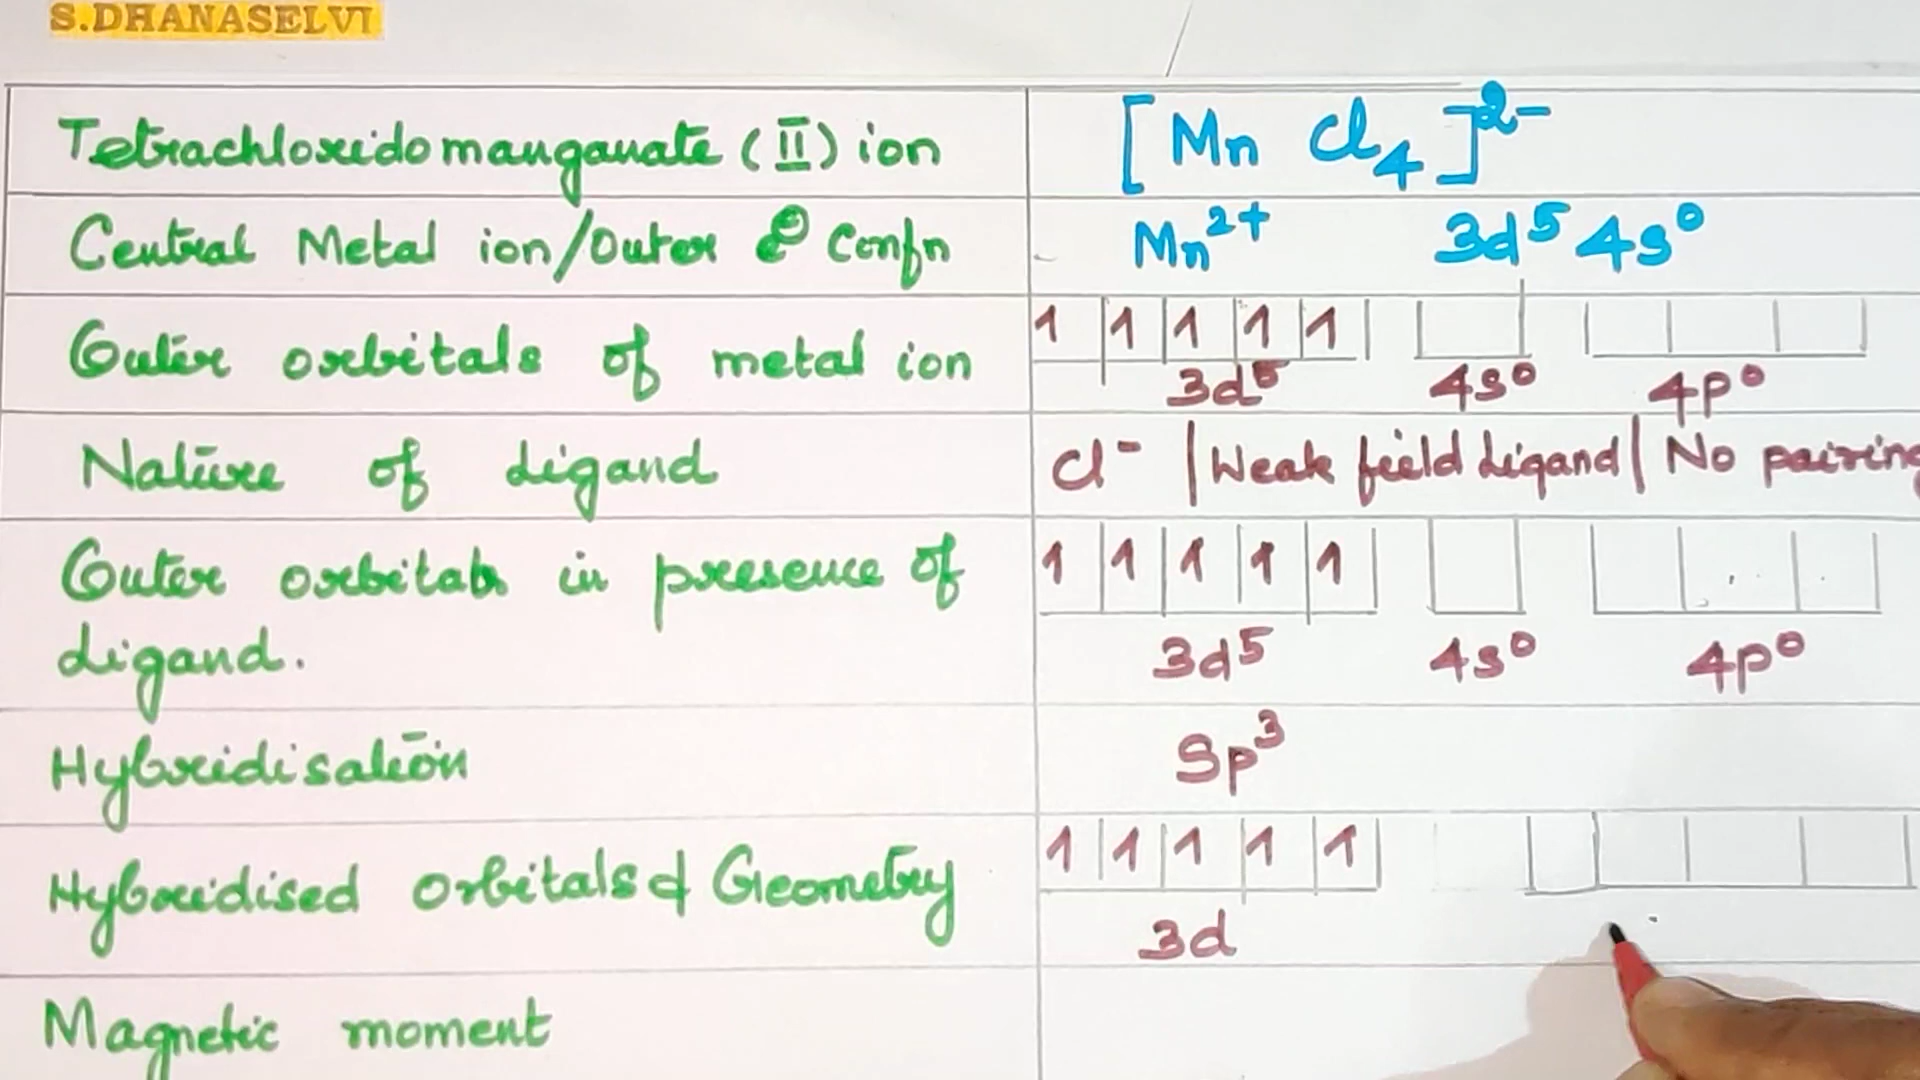 S.DHANASELVI
Tetrachloridomanganate (II) ion
[Mn Cl4]2-
Central Metal ion/Outer e⊖ Confn
Mn2+ 3d5 4s0
Outer orbitals of metal ion
1 1 1 1 1
3d5 4s0 4p0
Nature of Ligand
Cl- | Weak field Ligand | No pairing
Outer orbitals in presence of
Ligand.
1 1 1 1 1
3d5 4s0 4p0
Hybridisation
Sp3
Hybridised orbitals & Geometry
1 1 1 1 1
3d
Magnetic moment